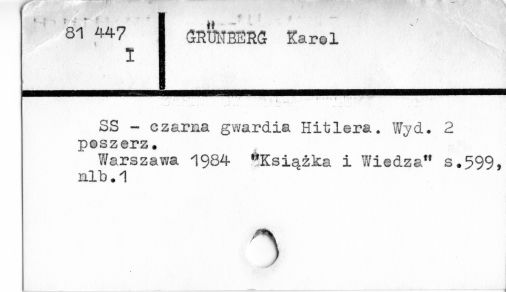 81 447
I
GRÜNBERG Karol
SS - czarna gwardia Hitlera. Wyd. 2
poszerz.
Warszawa 1984 "Książka i Wiedza" s.599,
nlb.1